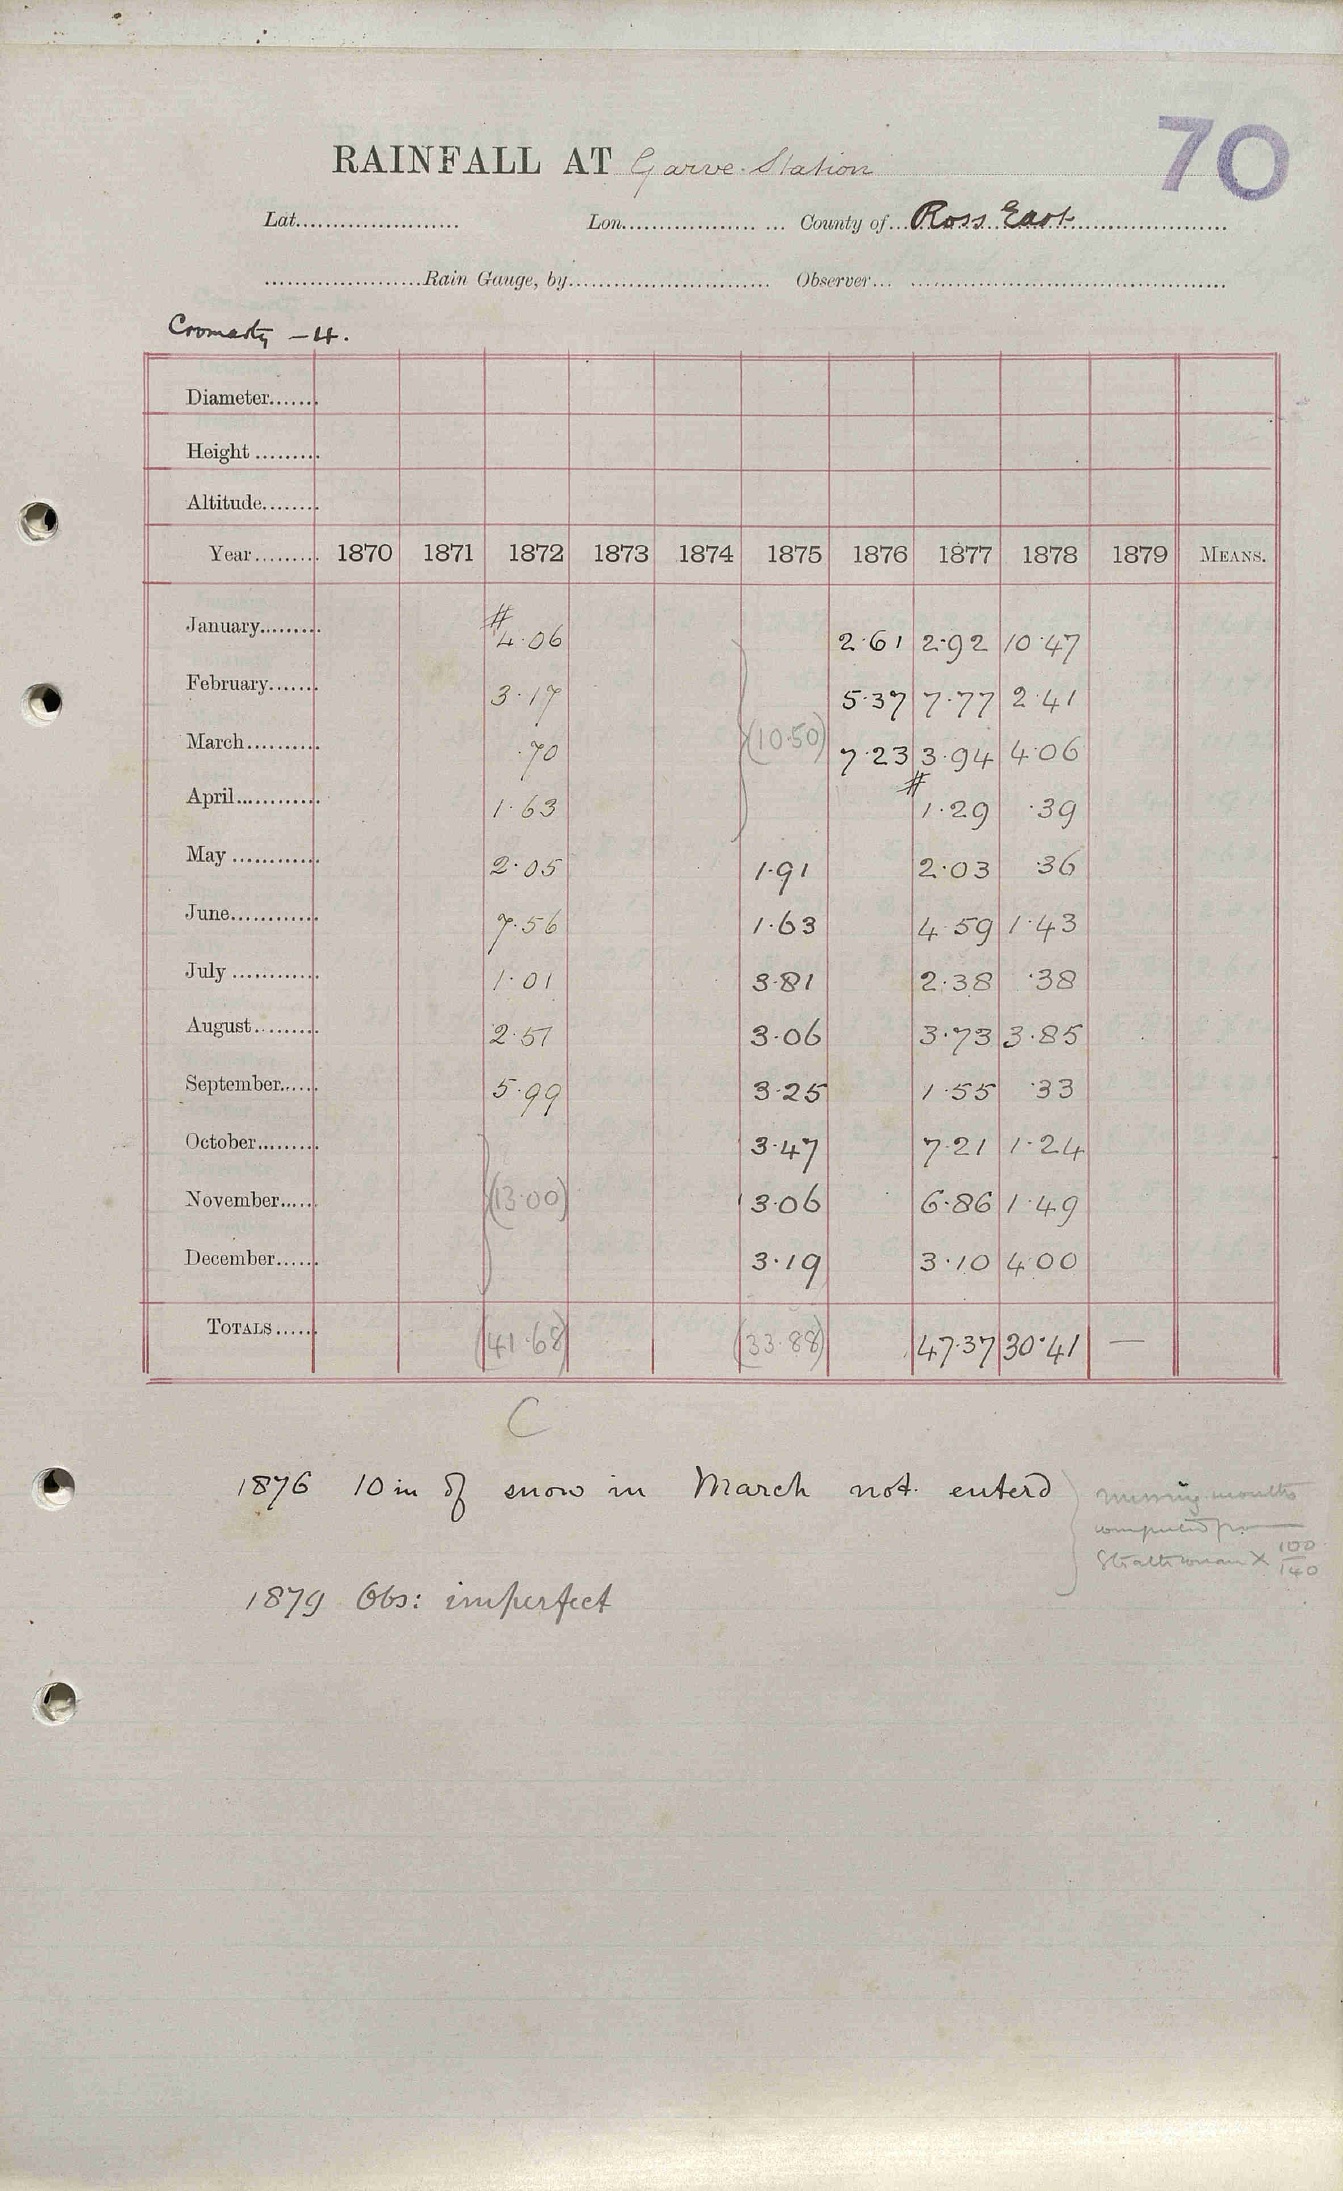 70
RAINFALL AT Garve Station
Lat...................... Lon.................. ... County of... Ross East
.....................Rain Gauge, by........................... Observer...
Cromarty - 4.
Diameter.......
Height .........
Altitude........
Year......... 1870 1871 1872 1873 1874 1875 1876 1877 1878 1879 MEANS.
January......... # 4.06 2.61 2.92 10.47
February....... 3.17 5.37 7.77 2.41
March.......... .70 (10.50) 7.23 3.94 4.06
April............ 1.63 # 1.29 .39
May ............ 2.05 1.91 2.03 .36
June............ 7.56 1.63 4.59 1.43
July ............ 1.01 3.81 2.38 .38
August.......... 2.51 3.06 3.73 3.85
September...... 5.99 3.25 1.55 .33
October......... 3.47 7.21 1.24
November...... (13.00) 3.06 6.86 1.49
December...... 3.19 3.10 4.00
TOTALS...... (41.68) (33.88) 47.37 30.41 —
C
1876 10 in of snow in March not enterd
missing months
computed from
Strathconan × 100/140
1879 Obs: imperfect